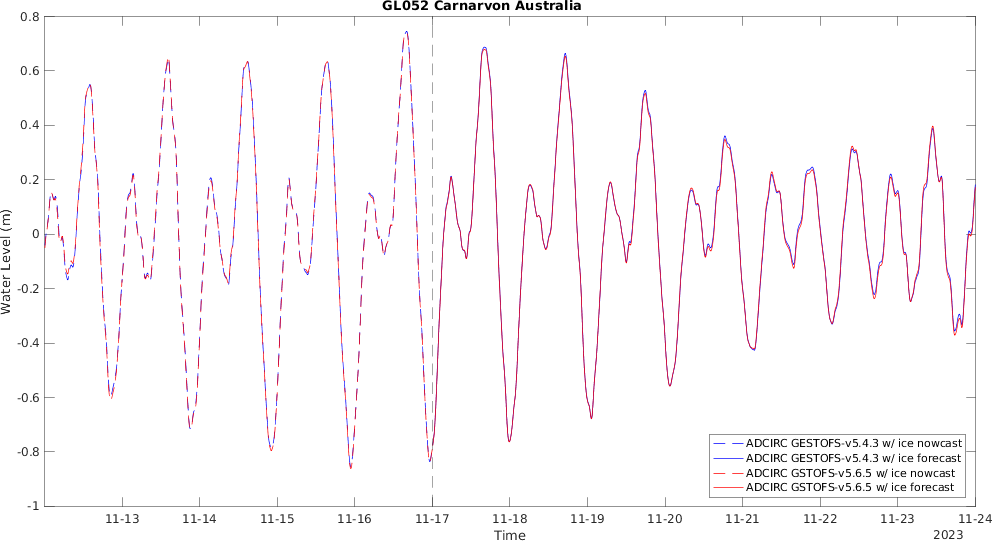 GL052 Carnarvon Australia
0.8
0.6
0.4
0.2
0
-0.2
-0.4
-0.6
-0.8
-1
Water Level (m)
ADCIRC GESTOFS-v5.4.3 w/ ice nowcast
ADCIRC GESTOFS-v5.4.3 w/ ice forecast
ADCIRC GSTOFS-v5.6.5 w/ ice nowcast
ADCIRC GSTOFS-v5.6.5 w/ ice forecast
11-13 11-14 11-15 11-16 11-17 11-18 11-19 11-20 11-21 11-22 11-23 11-24
Time
2023